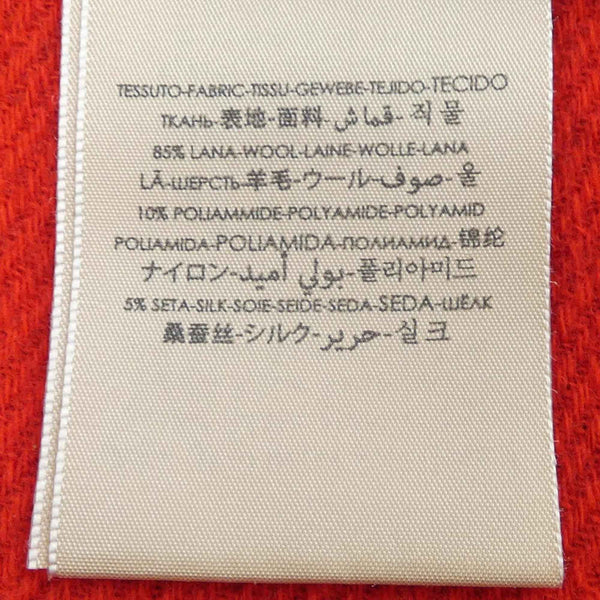 TESSUTO-FABRIC-TISSU-GEWEBE-TEJIDO-TECIDO
ТКАНЬ-表地-面料-قماش-직물
85% LANA-WOOL-LAINE-WOLLE-LANA
LÃ-ШЕРСТЬ-羊毛-ウール-صوف-울
10% POLIAMMIDE-POLYAMIDE-POLYAMID
POLIAMIDA-POLIAMIDA-ПОЛИАМИД-锦纶
ナイロン-بولي أميد-폴리아미드
5% SETA-SILK-SOIE-SEIDE-SEDA-SEDA-ШЕЛК
桑蚕丝-シルク-حرير-실크